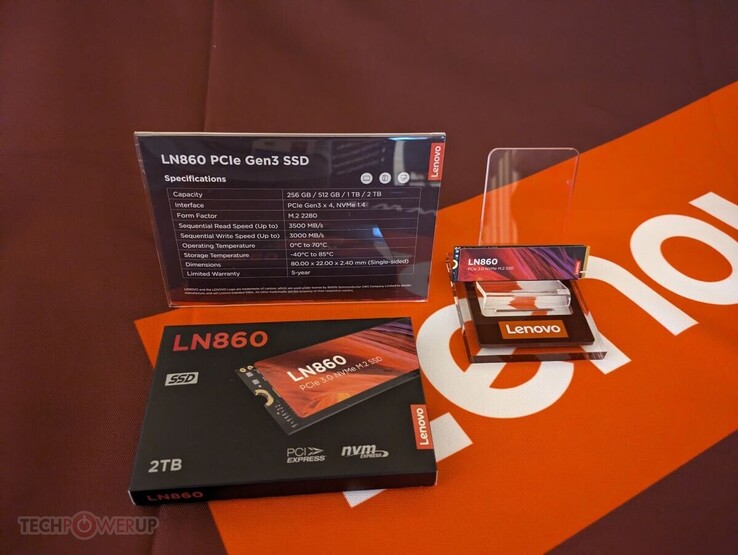 LN860 PCIe Gen3 SSD
Lenovo
Specifications
Capacity 256 GB / 512 GB / 1 TB / 2 TB
Interface PCIe Gen3 x 4, NVMe 1.4
Form Factor M.2 2280
Sequential Read Speed (Up to) 3500 MB/s
Sequential Write Speed (Up to) 3000 MB/s
Operating Temperature 0°C to 70°C
Storage Temperature -40°C to 85°C
Dimensions 80.00 x 22.00 x 2.40 mm (Single-sided)
Limited Warranty 5-year
LN860
PCIe 3.0 NVMe M.2 SSD
Lenovo
Leno
LN860
SSD
LN860
PCIe 3.0 NVMe M.2 SSD
Lenovo
PCI EXPRESS
nvm EXPRESS
2TB
LN860
TECHPOWERUP